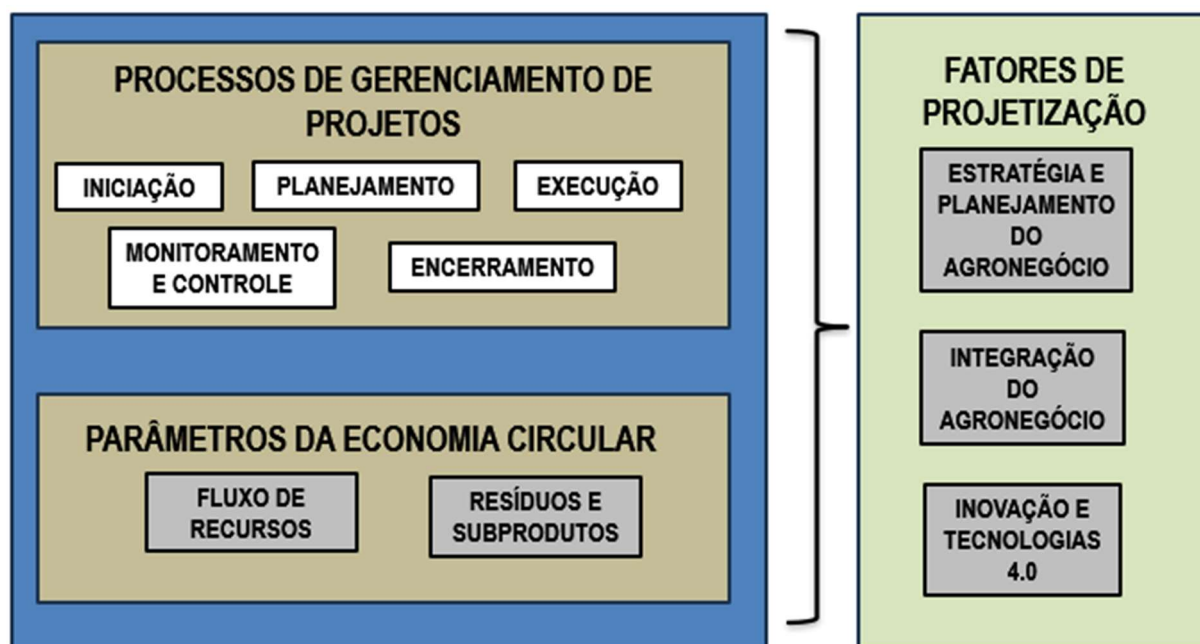 PROCESSOS DE GERENCIAMENTO DE
PROJETOS
INICIAÇÃO
PLANEJAMENTO
EXECUÇÃO
MONITORAMENTO
E CONTROLE
ENCERRAMENTO
PARÂMETROS DA ECONOMIA CIRCULAR
FLUXO DE
RECURSOS
RESÍDUOS E
SUBPRODUTOS
FATORES DE
PROJETIZAÇÃO
ESTRATÉGIA E
PLANEJAMENTO
DO
AGRONEGÓCIO
INTEGRAÇÃO
DO
AGRONEGÓCIO
INOVAÇÃO E
TECNOLOGIAS
4.0